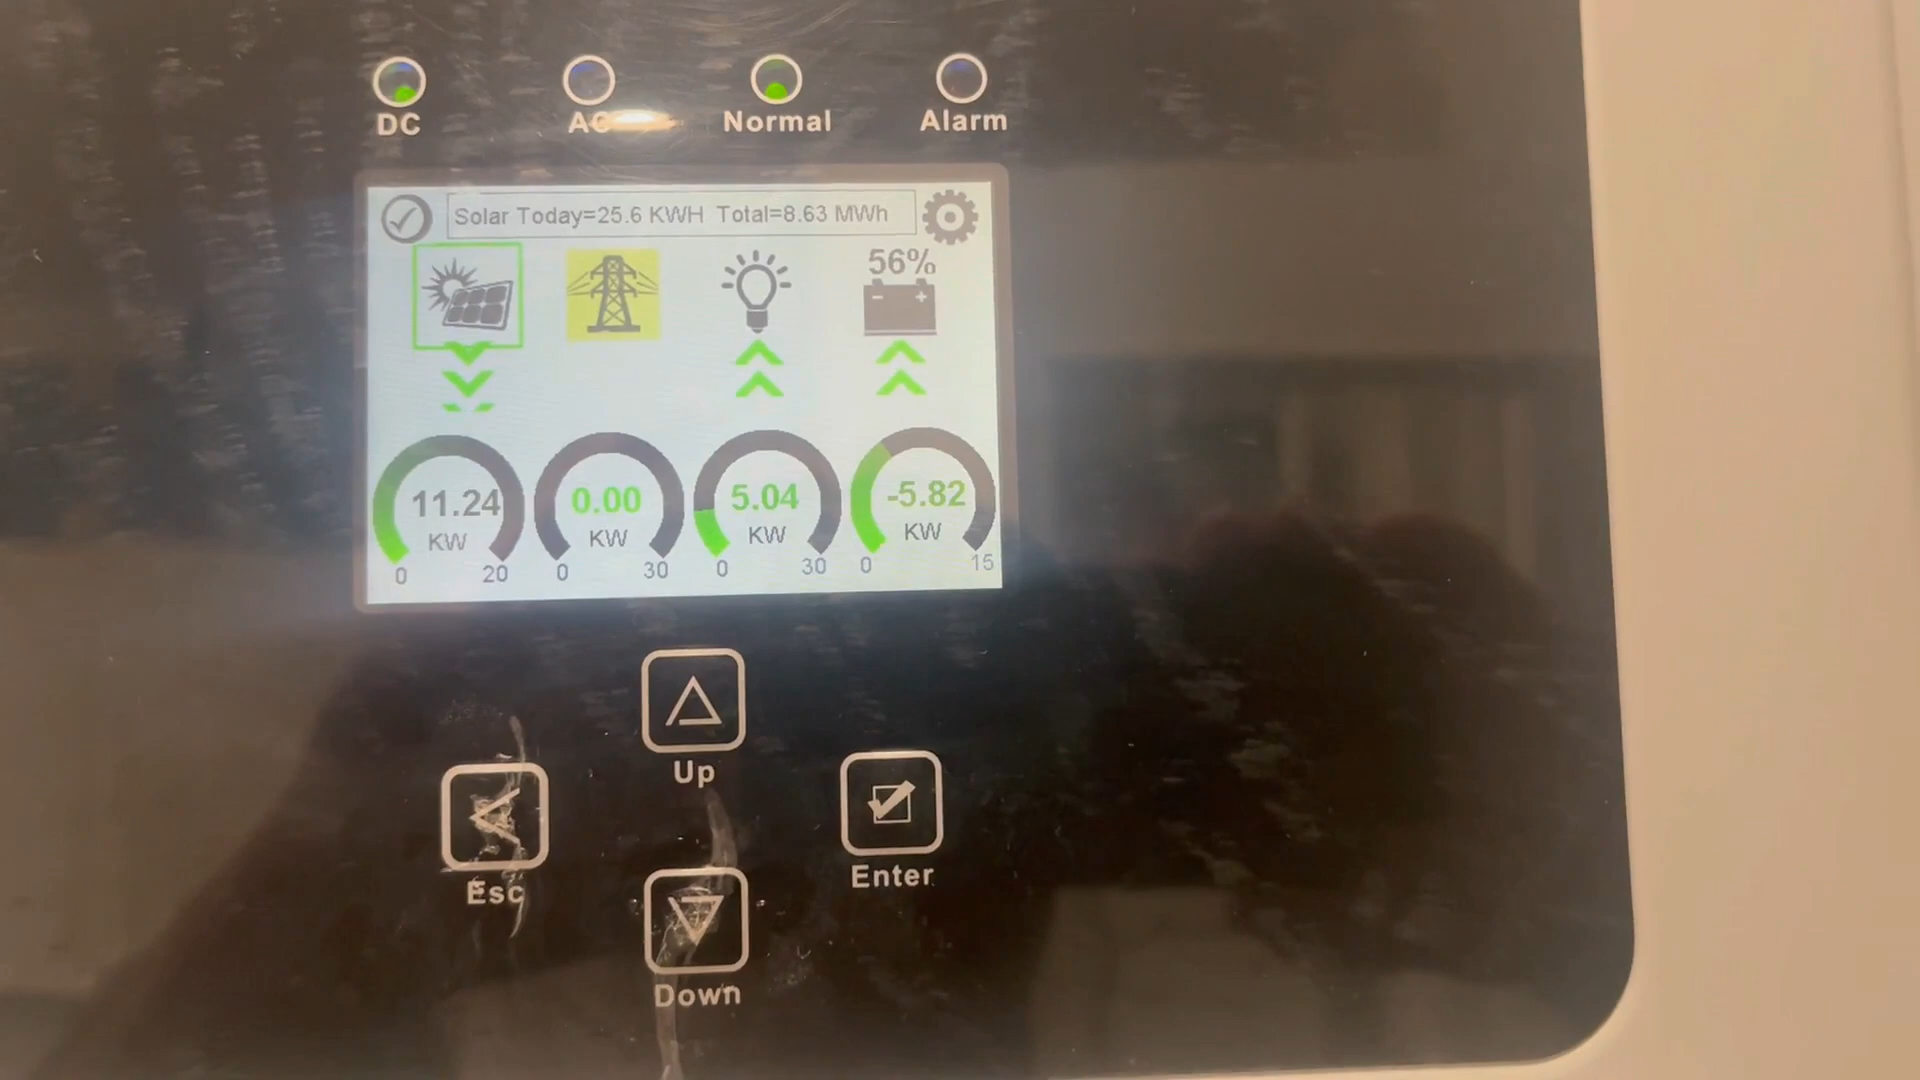 DC AC Normal Alarm
Solar Today=25.6 KWH Total=8.63 MWh
56%
11.24 0.00 5.04 -5.82
KW KW KW KW
0 20 0 30 0 30 0 15
Up
Esc
Enter
Down